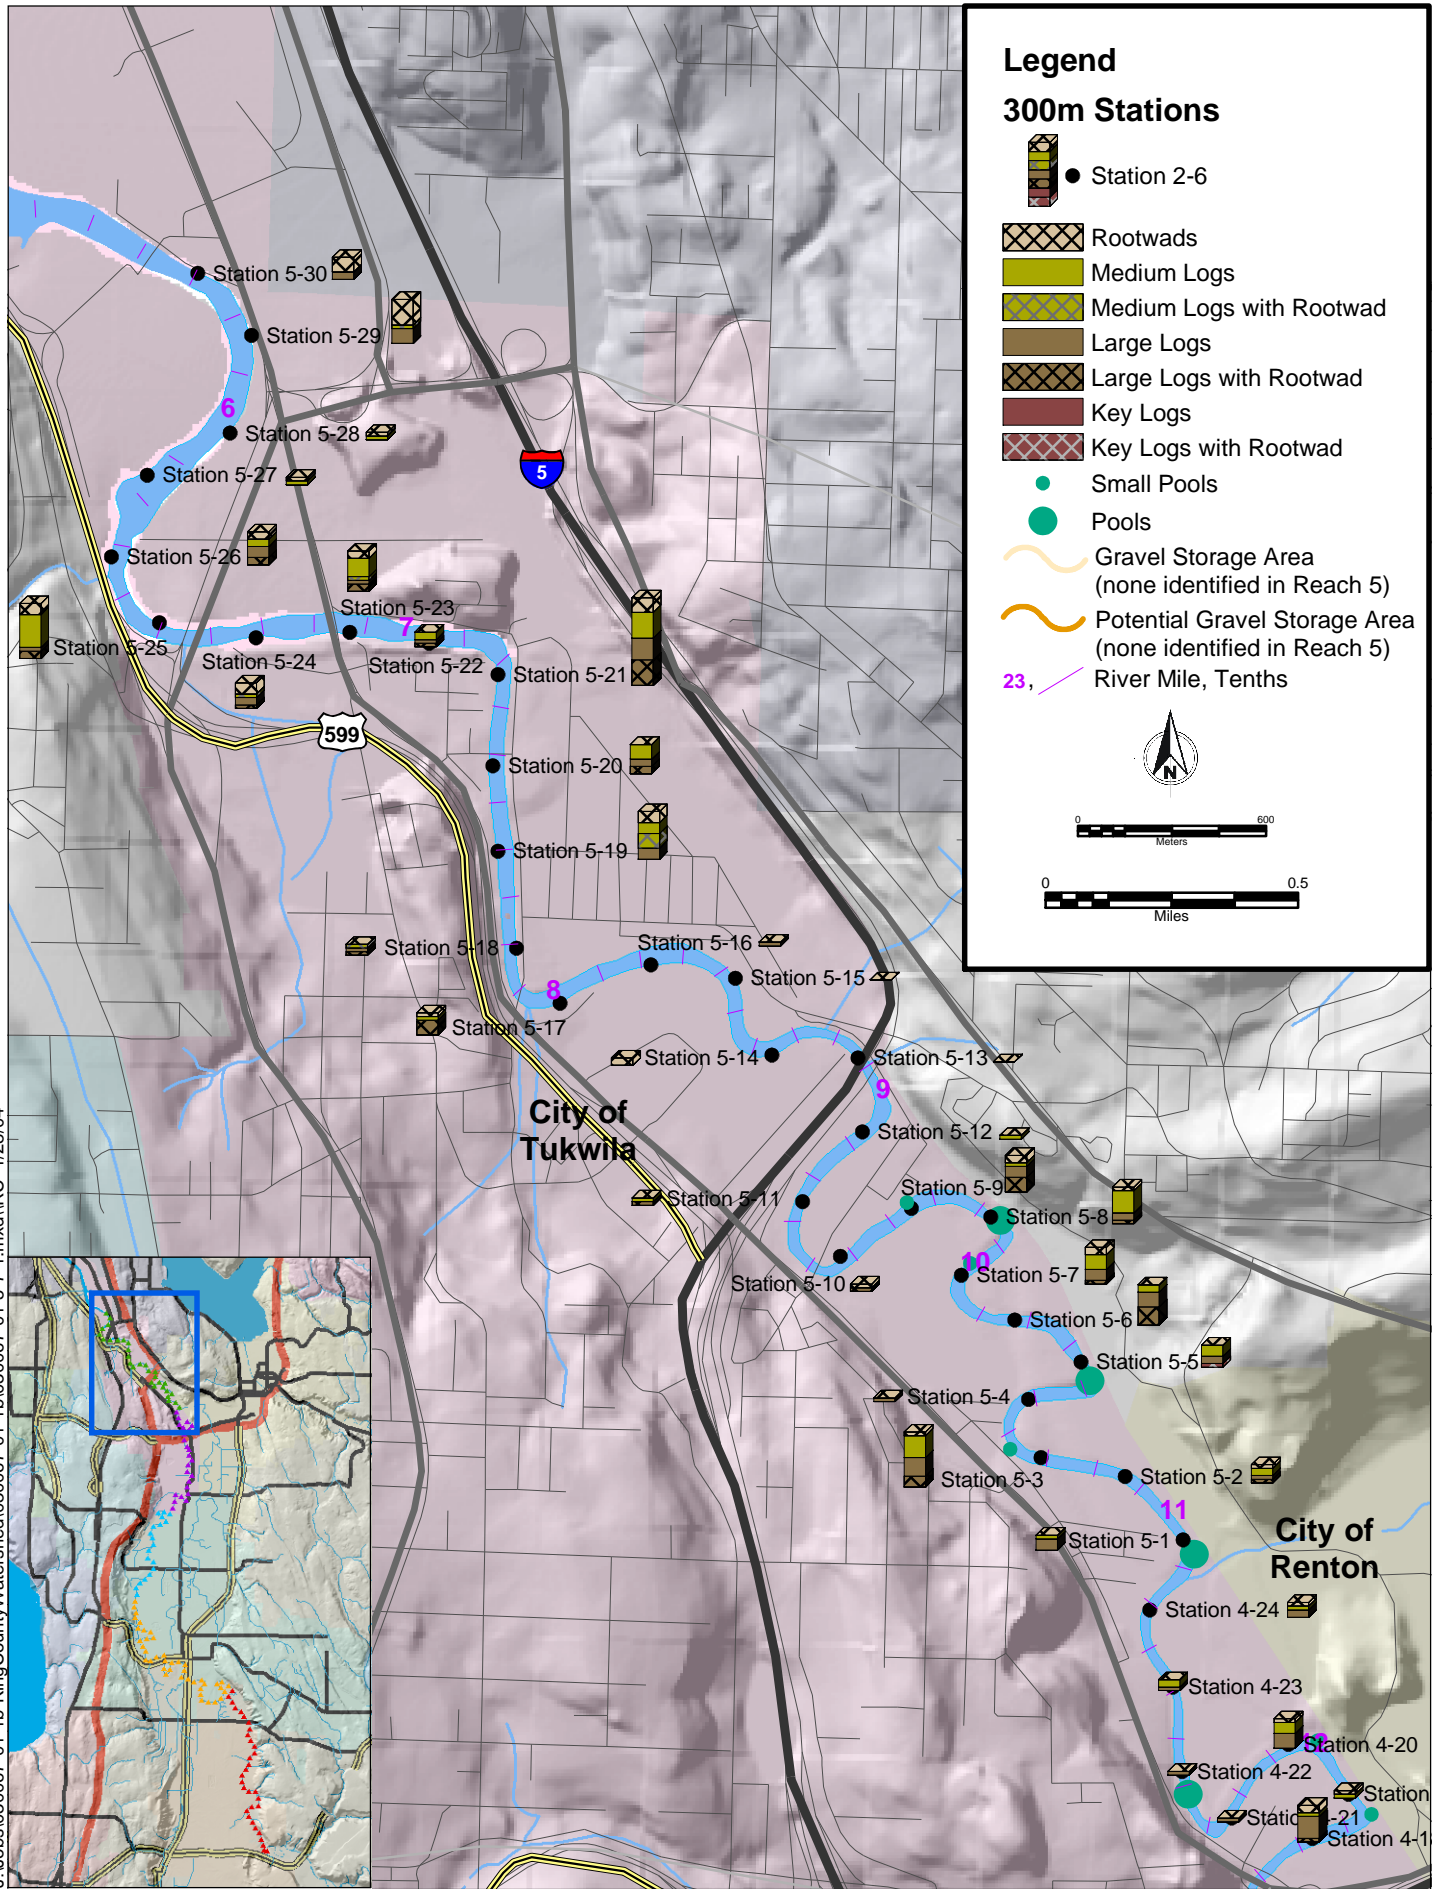 Legend
300m Stations
Station 2-6
Rootwads
Medium Logs
Medium Logs with Rootwad
Large Logs
Large Logs with Rootwad
Key Logs
Key Logs with Rootwad
Small Pools
Pools
Gravel Storage Area
(none identified in Reach 5)
Potential Gravel Storage Area
(none identified in Reach 5)
23, River Mile, Tenths
N
0 600
Meters
0 0.5
Miles
Station 5-30
Station 5-29
6
Station 5-28
Station 5-27
5
Station 5-26
Station 5-23
7
Station 5-25
Station 5-24
Station 5-22
Station 5-21
599
Station 5-20
Station 5-19
Station 5-18
Station 5-16
Station 5-15
8
Station 5-17
Station 5-14
Station 5-13
9
City of
Tukwila
Station 5-12
Station 5-11
Station 5-9
Station 5-8
10
Station 5-10
Station 5-7
Station 5-6
Station 5-5
Station 5-4
Station 5-3
Station 5-2
11
Station 5-1
City of
Renton
Station 4-24
Station 4-23
Station 4-20
Station 4-22
Station
Station 4-1